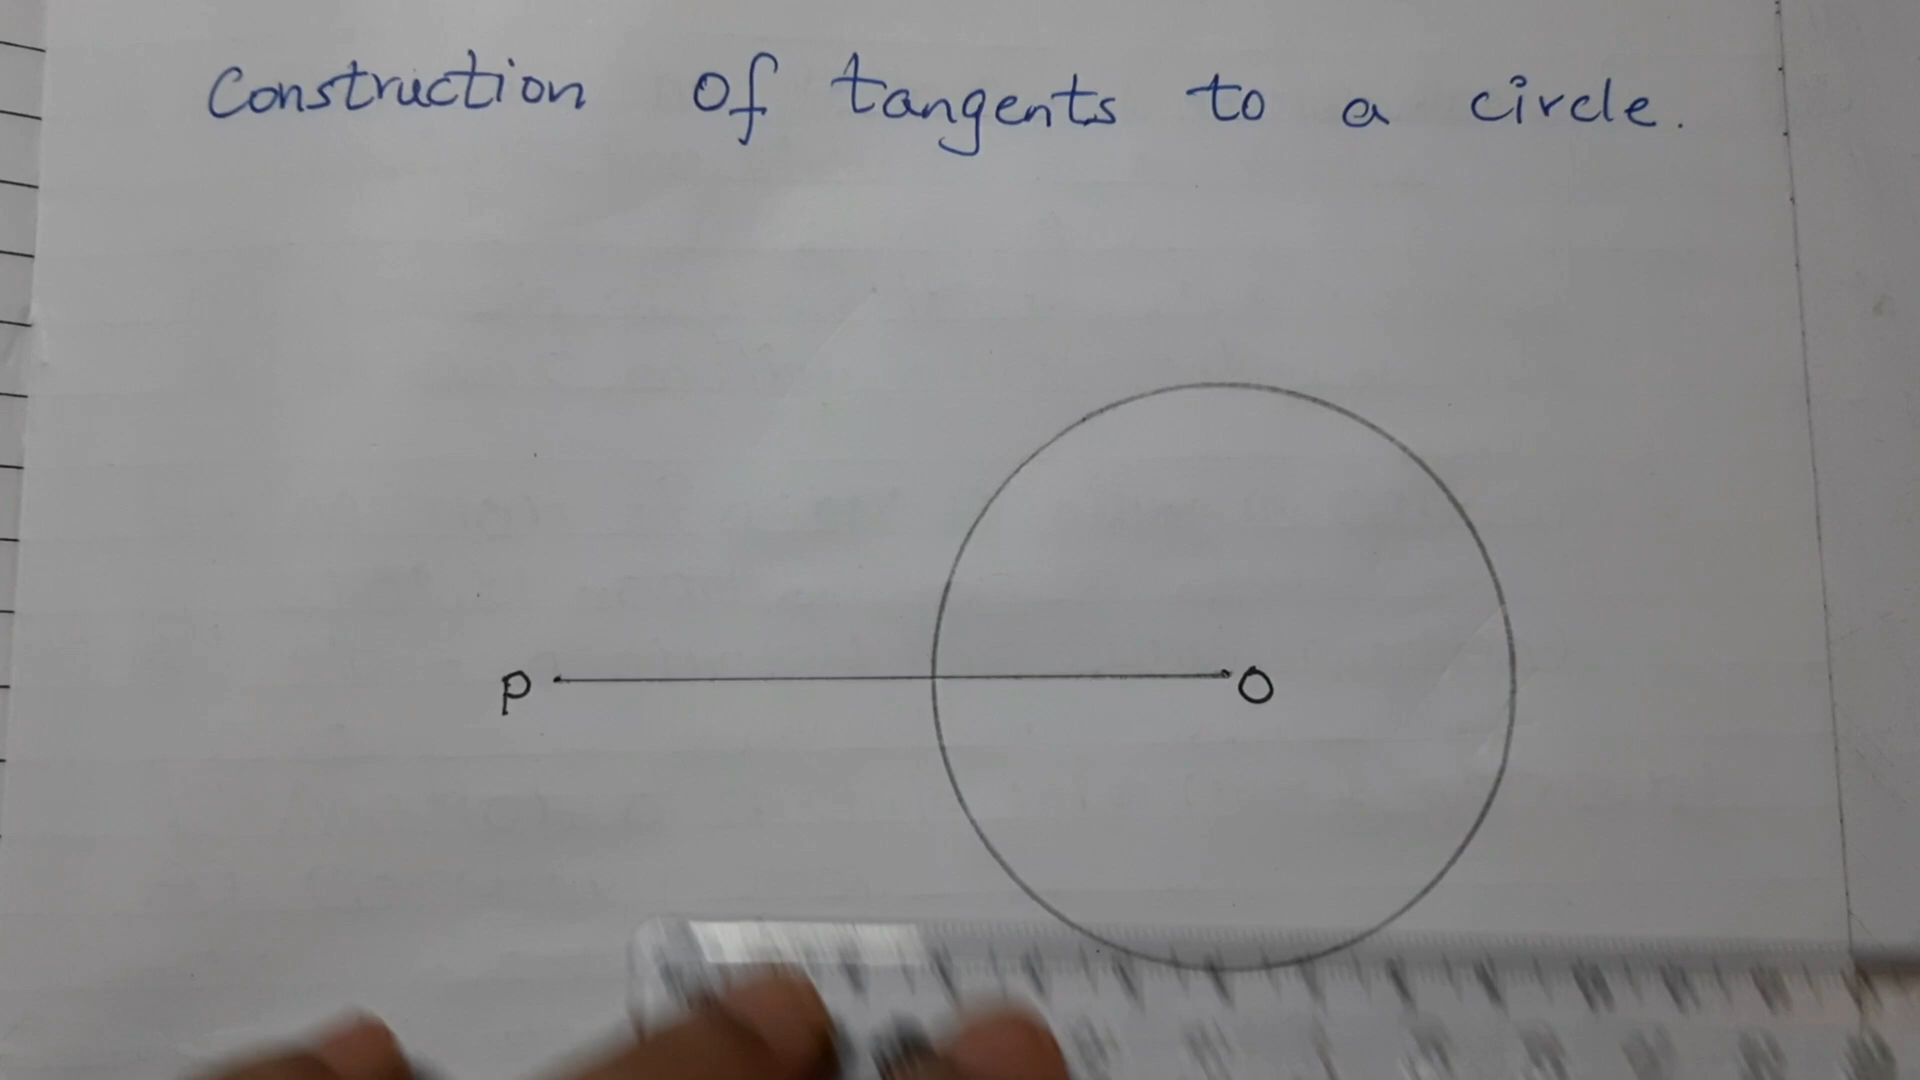 Construction of tangents to a circle.
P O